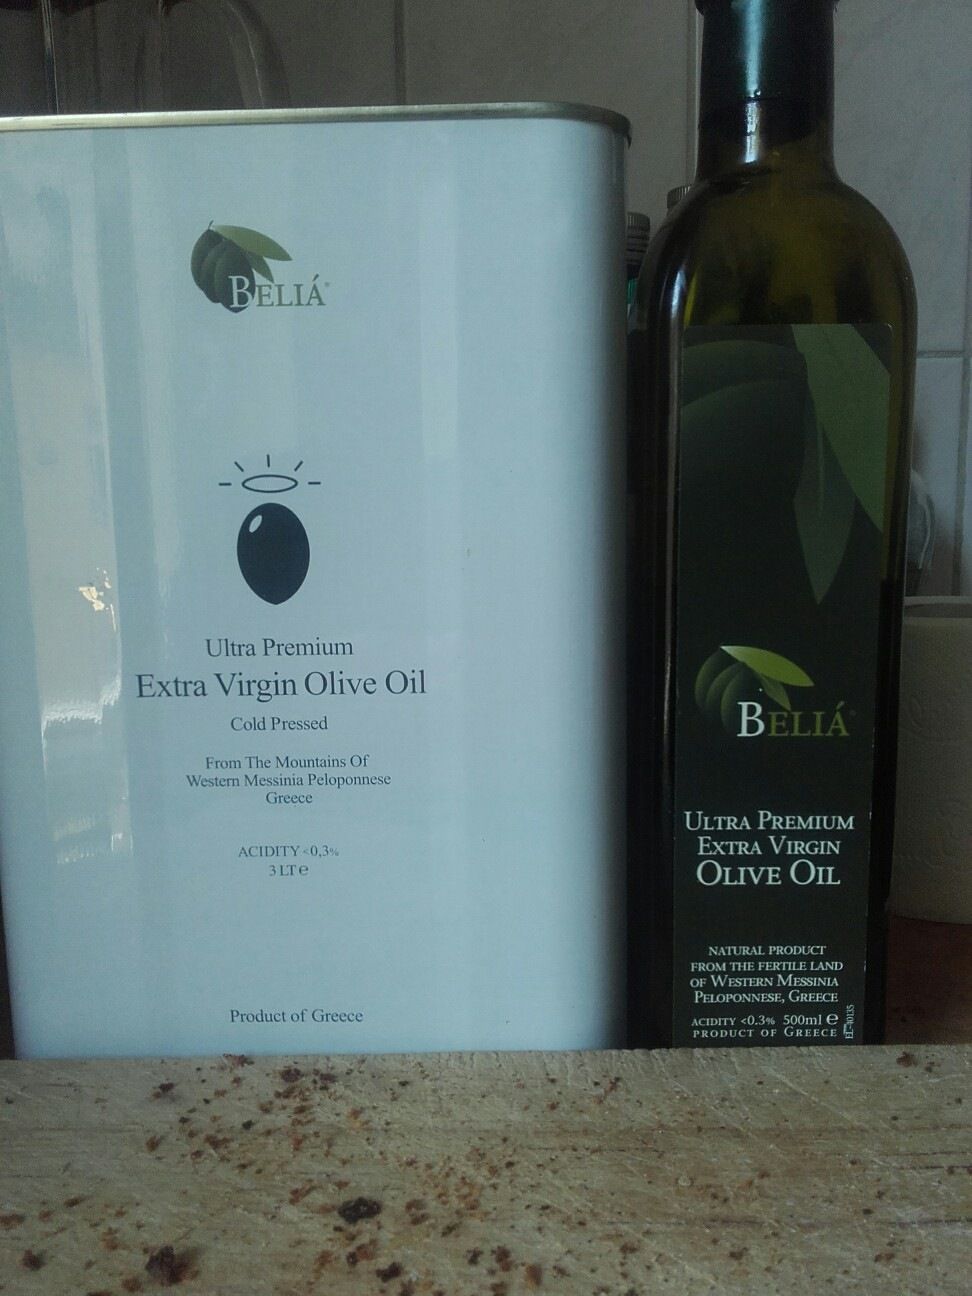 BELIÁ®
Ultra Premium
Extra Virgin Olive Oil
Cold Pressed
From The Mountains Of
Western Messinia Peloponnese
Greece
ACIDITY <0,3%
3 LT e
Product of Greece
BELIÁ®
ULTRA PREMIUM
EXTRA VIRGIN
OLIVE OIL
NATURAL PRODUCT
FROM THE FERTILE LAND
OF WESTERN MESSINIA
PELOPONNESE, GREECE
ACIDITY <0.3% 500ml e
PRODUCT OF GREECE